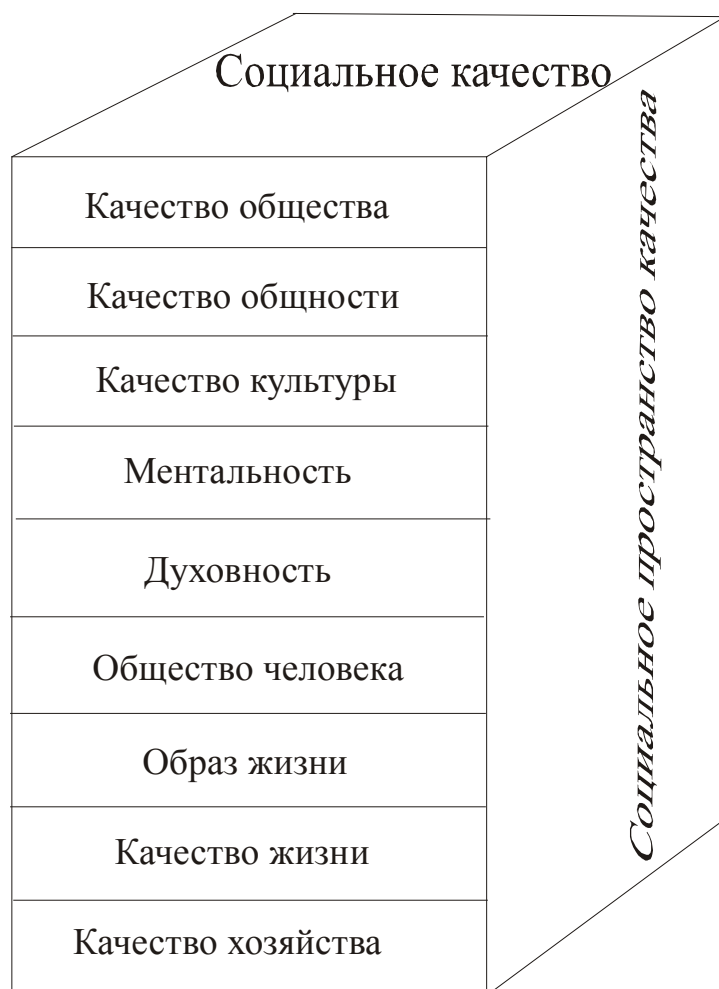 Социальное качество
Качество общества
Качество общности
Качество культуры
Ментальность
Духовность
Общество человека
Образ жизни
Качество жизни
Качество хозяйства
Социальное пространство качества